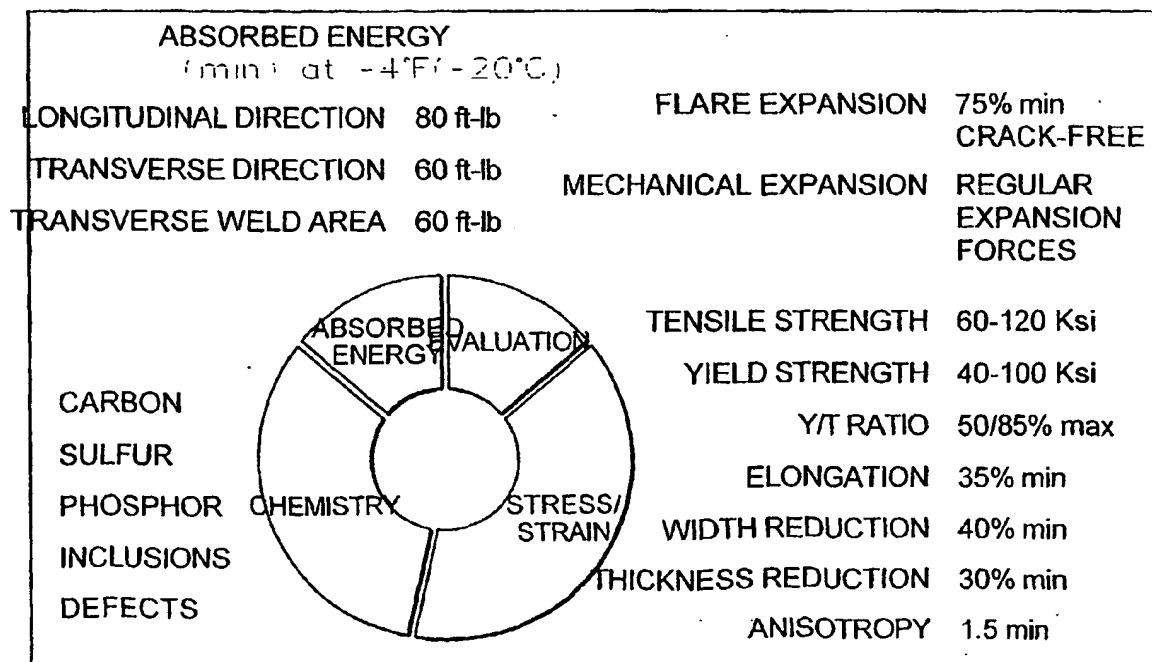 ABSORBED ENERGY
(min) at -4°F(-20°C)
LONGITUDINAL DIRECTION 80 ft-lb
TRANSVERSE DIRECTION 60 ft-lb
TRANSVERSE WELD AREA 60 ft-lb
FLARE EXPANSION 75% min
CRACK-FREE
MECHANICAL EXPANSION REGULAR
EXPANSION
FORCES
ABSORBED
ENERGY
EVALUATION
CHEMISTRY
STRESS/
STRAIN
CARBON
SULFUR
PHOSPHOR
INCLUSIONS
DEFECTS
TENSILE STRENGTH 60-120 Ksi
YIELD STRENGTH 40-100 Ksi
Y/T RATIO 50/85% max
ELONGATION 35% min
WIDTH REDUCTION 40% min
THICKNESS REDUCTION 30% min
ANISOTROPY 1.5 min